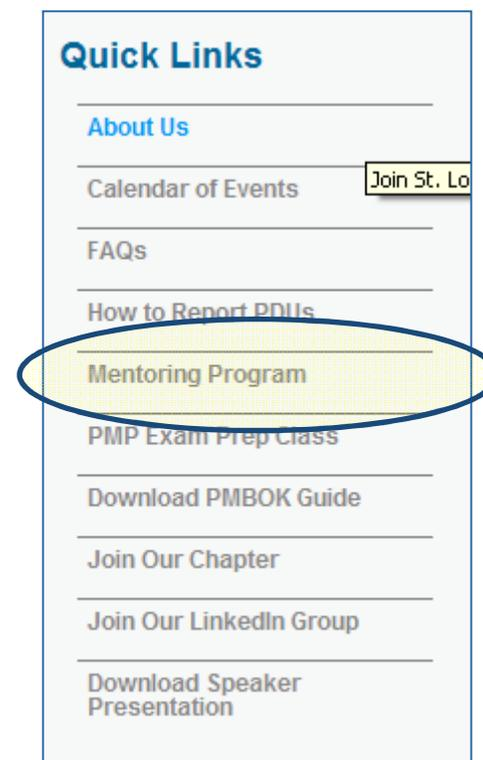 Quick Links
About Us
Join St. Lo
Calendar of Events
FAQs
How to Report PDUs
Mentoring Program
PMP Exam Prep Class
Download PMBOK Guide
Join Our Chapter
Join Our LinkedIn Group
Download Speaker
Presentation